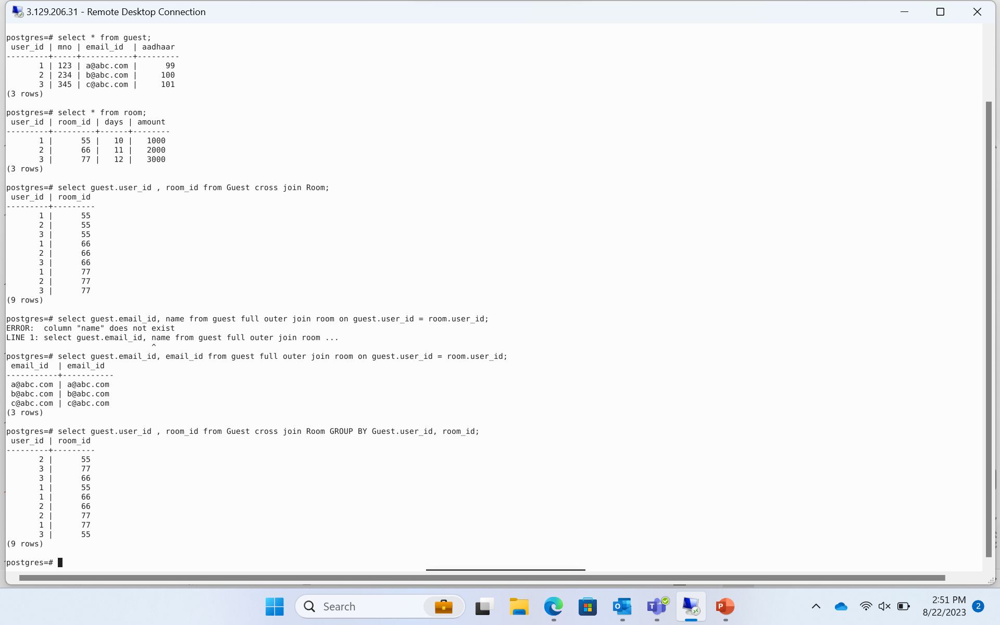 3.129.206.31 - Remote Desktop Connection
postgres=# select * from guest;
 user_id | mno | email_id  | aadhaar
---------+-----+-----------+---------
       1 | 123 | a@abc.com |      99
       2 | 234 | b@abc.com |     100
       3 | 345 | c@abc.com |     101
(3 rows)
postgres=# select * from room;
 user_id | room_id | days | amount
---------+---------+------+--------
       1 |      55 |   10 |   1000
       2 |      66 |   11 |   2000
       3 |      77 |   12 |   3000
(3 rows)
postgres=# select guest.user_id , room_id from Guest cross join Room;
 user_id | room_id
---------+---------
       1 |      55
       2 |      55
       3 |      55
       1 |      66
       2 |      66
       3 |      66
       1 |      77
       2 |      77
       3 |      77
(9 rows)
postgres=# select guest.email_id, name from guest full outer join room on guest.user_id = room.user_id;
ERROR:  column "name" does not exist
LINE 1: select guest.email_id, name from guest full outer join room ...
                               ^
postgres=# select guest.email_id, email_id from guest full outer join room on guest.user_id = room.user_id;
 email_id  | email_id
-----------+-----------
 a@abc.com | a@abc.com
 b@abc.com | b@abc.com
 c@abc.com | c@abc.com
(3 rows)
postgres=# select guest.user_id , room_id from Guest cross join Room GROUP BY Guest.user_id, room_id;
 user_id | room_id
---------+---------
       2 |      55
       3 |      77
       3 |      66
       1 |      55
       1 |      66
       2 |      66
       2 |      77
       1 |      77
       3 |      55
(9 rows)
postgres=#
Search
2:51 PM
8/22/2023
2